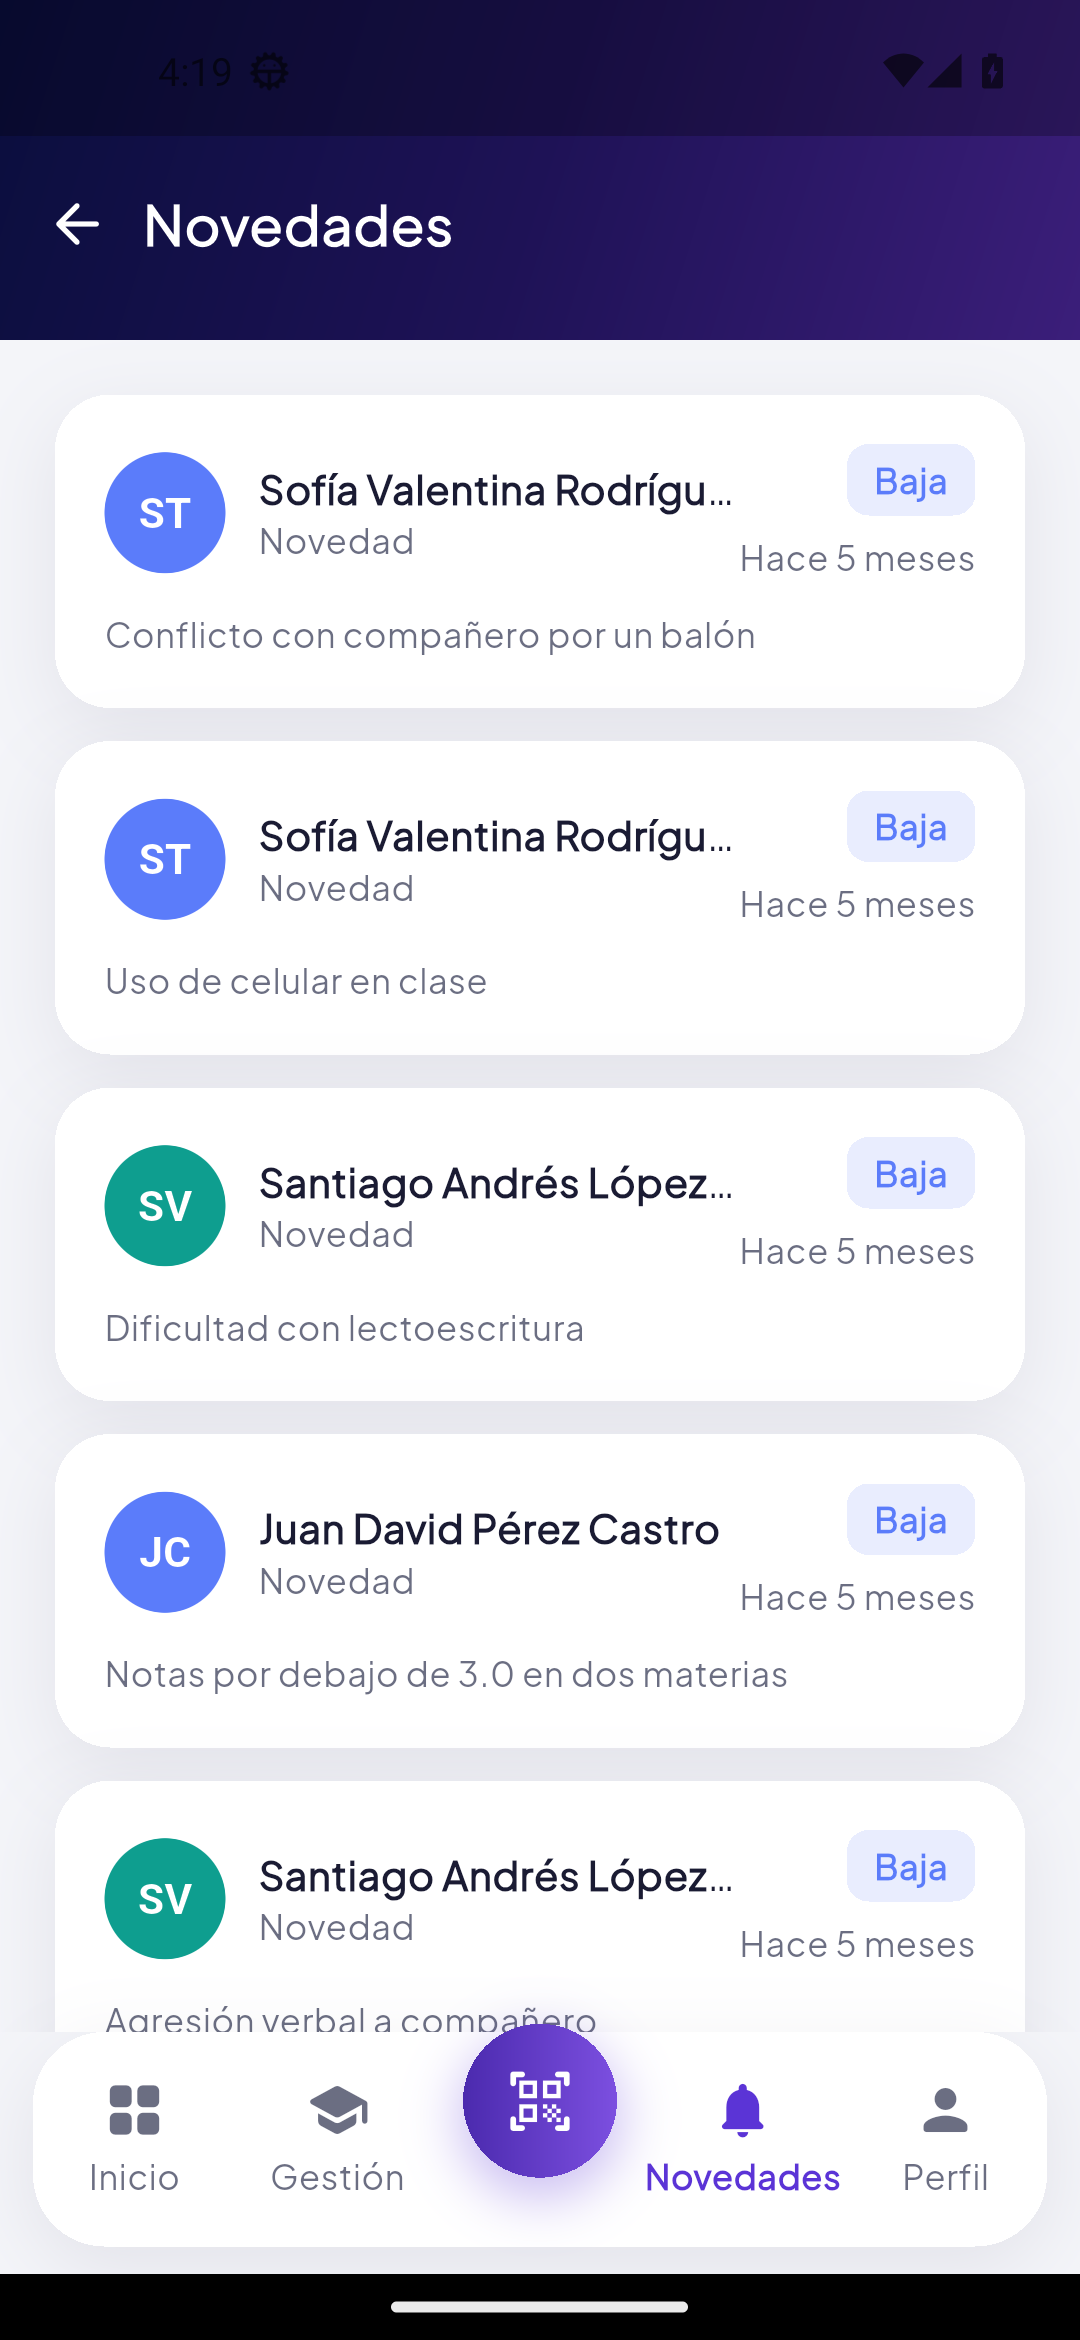 4:19
Novedades
ST
Sofía Valentina Rodrígu...
Baja
Novedad
Hace 5 meses
Conflicto con compañero por un balón
ST
Sofía Valentina Rodrígu...
Baja
Novedad
Hace 5 meses
Uso de celular en clase
SV
Santiago Andrés López...
Baja
Novedad
Hace 5 meses
Dificultad con lectoescritura
JC
Juan David Pérez Castro
Baja
Novedad
Hace 5 meses
Notas por debajo de 3.0 en dos materias
SV
Santiago Andrés López...
Baja
Novedad
Hace 5 meses
Agresión verbal a compañero
Inicio
Gestión
Novedades
Perfil